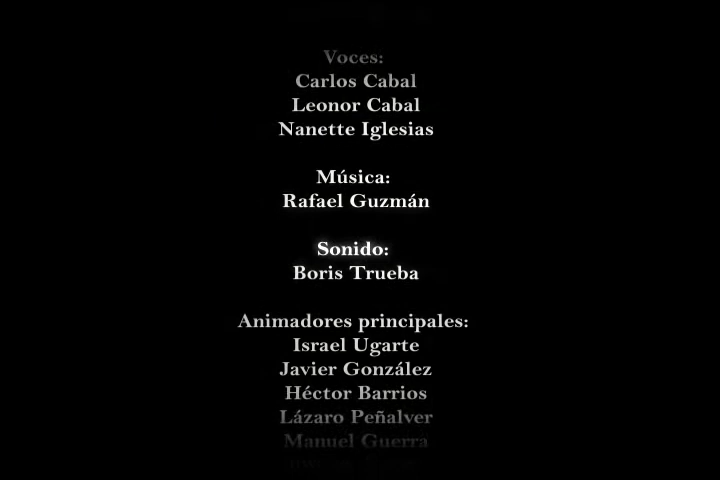 Voces:
Carlos Cabal
Leonor Cabal
Nanette Iglesias
Música:
Rafael Guzmán
Sonido:
Boris Trueba
Animadores principales:
Israel Ugarte
Javier González
Héctor Barrios
Lázaro Peñalver
Manuel Guerra